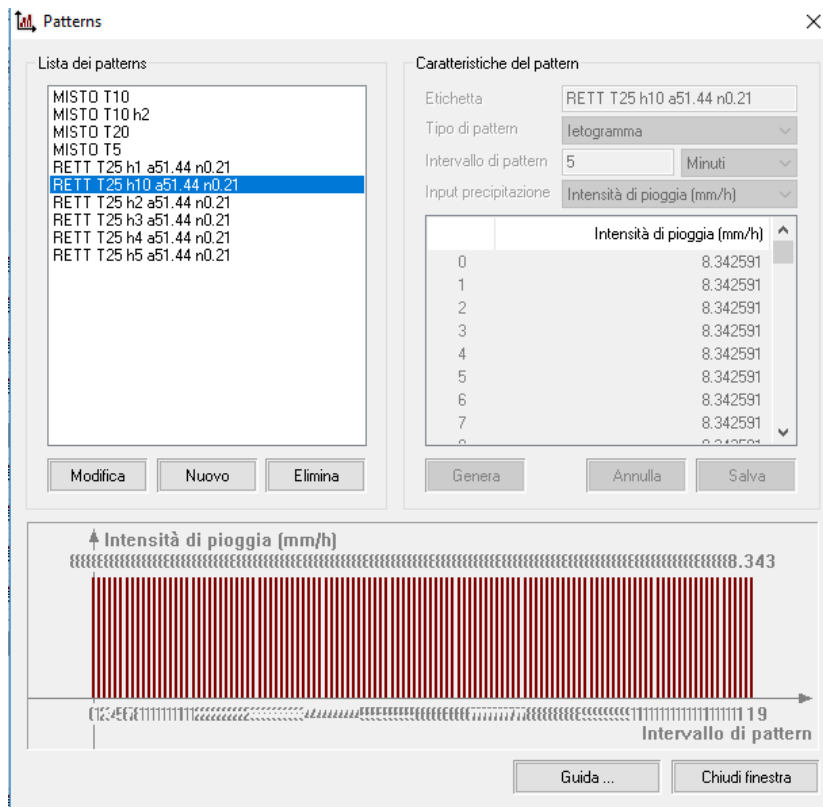 Patterns
Lista dei patterns
MISTO T10
MISTO T10 h2
MISTO T20
MISTO T5
RETT T25 h1 a51.44 n0.21
RETT T25 h10 a51.44 n0.21
RETT T25 h2 a51.44 n0.21
RETT T25 h3 a51.44 n0.21
RETT T25 h4 a51.44 n0.21
RETT T25 h5 a51.44 n0.21
Modifica Nuovo Elimina
Caratteristiche del pattern
Etichetta RETT T25 h10 a51.44 n0.21
Tipo di pattern Ietogramma
Intervallo di pattern 5 Minuti
Input precipitazione Intensità di pioggia (mm/h)
Intensità di pioggia (mm/h)
0 8.342591
1 8.342591
2 8.342591
3 8.342591
4 8.342591
5 8.342591
6 8.342591
7 8.342591
Genera Annulla Salva
Intensità di pioggia (mm/h)
8.343
119
Intervallo di pattern
Guida ... Chiudi finestra